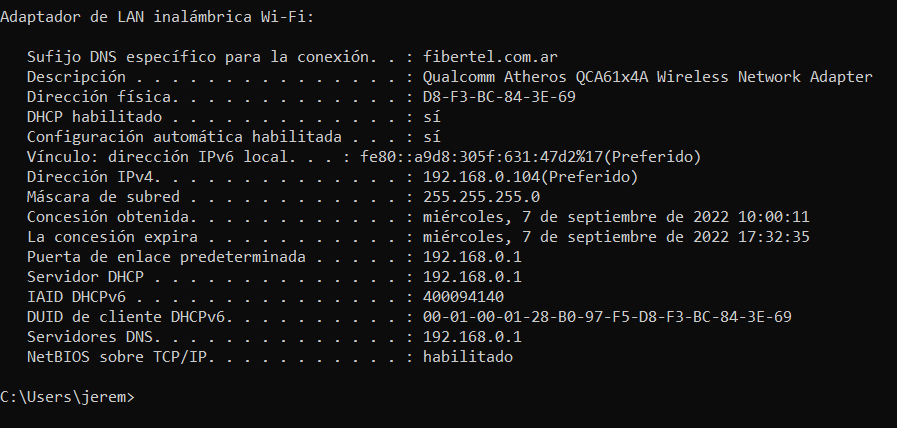 Adaptador de LAN inalámbrica Wi-Fi:
Sufijo DNS específico para la conexión. . : fibertel.com.ar
Descripción . . . . . . . . . . . . . . . : Qualcomm Atheros QCA61x4A Wireless Network Adapter
Dirección física. . . . . . . . . . . . . : D8-F3-BC-84-3E-69
DHCP habilitado . . . . . . . . . . . . . : sí
Configuración automática habilitada . . . : sí
Vínculo: dirección IPv6 local. . . : fe80::a9d8:305f:631:47d2%17(Preferido)
Dirección IPv4. . . . . . . . . . . . . . : 192.168.0.104(Preferido)
Máscara de subred . . . . . . . . . . . . : 255.255.255.0
Concesión obtenida. . . . . . . . . . . . : miércoles, 7 de septiembre de 2022 10:00:11
La concesión expira . . . . . . . . . . . : miércoles, 7 de septiembre de 2022 17:32:35
Puerta de enlace predeterminada . . . . . : 192.168.0.1
Servidor DHCP . . . . . . . . . . . . . . : 192.168.0.1
IAID DHCPv6 . . . . . . . . . . . . . . . : 400094140
DUID de cliente DHCPv6. . . . . . . . . . : 00-01-00-01-28-B0-97-F5-D8-F3-BC-84-3E-69
Servidores DNS. . . . . . . . . . . . . . : 192.168.0.1
NetBIOS sobre TCP/IP. . . . . . . . . . . : habilitado
C:\Users\jerem>